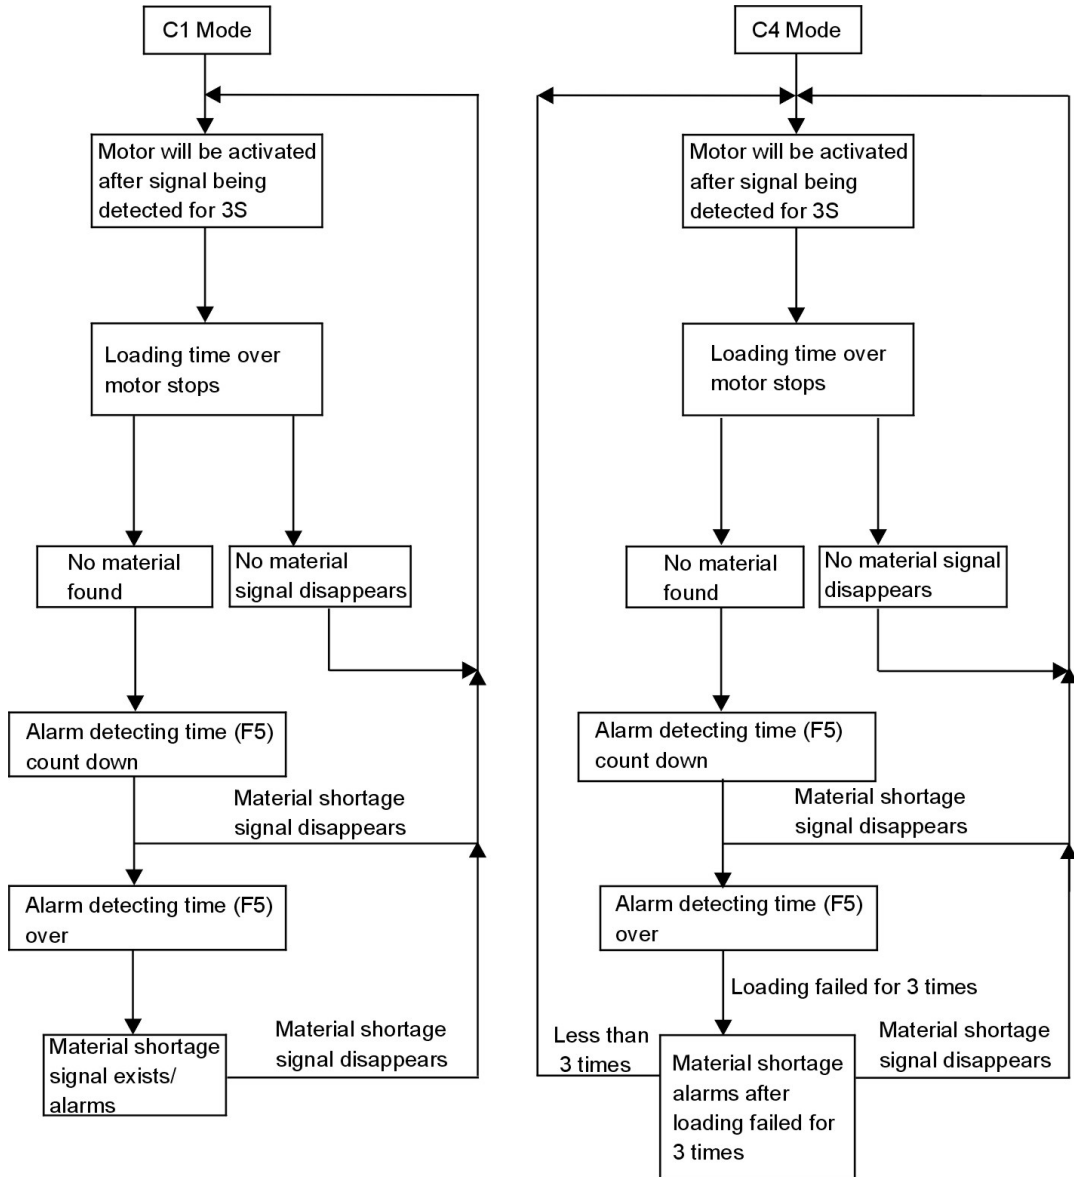 C1 Mode
Motor will be activated
after signal being
detected for 3S
Loading time over
motor stops
No material
found
No material
signal disappears
Alarm detecting time (F5)
count down
Material shortage
signal disappears
Alarm detecting time (F5)
over
Material shortage
signal exists/
alarms
Material shortage
signal disappears
C4 Mode
Motor will be activated
after signal being
detected for 3S
Loading time over
motor stops
No material
found
No material signal
disappears
Alarm detecting time (F5)
count down
Material shortage
signal disappears
Alarm detecting time (F5)
over
Loading failed for 3 times
Less than
3 times
Material shortage
alarms after
loading failed for
3 times
Material shortage
signal disappears